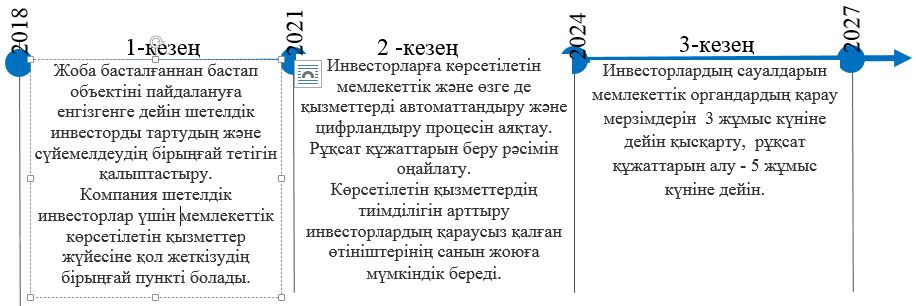 2018
2021
2024
2027
1-кезең
Жоба басталғаннан бастап
объектіні пайдалануға
енгізгенге дейін шетелдік
инвесторды тартудың және
сүйемелдеудің бірыңғай тетігін
қалыптастыру.
Компания шетелдік
инвесторлар үшін мемлекеттік
көрсетілетін қызметтер
жүйесіне қол жеткізудің
бірыңғай пункті болады.
2 -кезең
Инвесторларға көрсетілетін
мемлекеттік және өзге де
қызметтерді автоматтандыру және
цифрландыру процесін аяқтау.
Рұқсат құжаттарын беру рәсімін
оңайлату.
Көрсетілетін қызметтердің
тиімділігін арттыру
инвесторлардың қараусыз қалған
өтініштерінің санын жоюға
мүмкіндік береді.
3-кезең
Инвесторлардың сауалдарын
мемлекеттік органдардың қарау
мерзімдерін 3 жұмыс күніне
дейін қысқарту, рұқсат
құжаттарын алу - 5 жұмыс
күніне дейін.